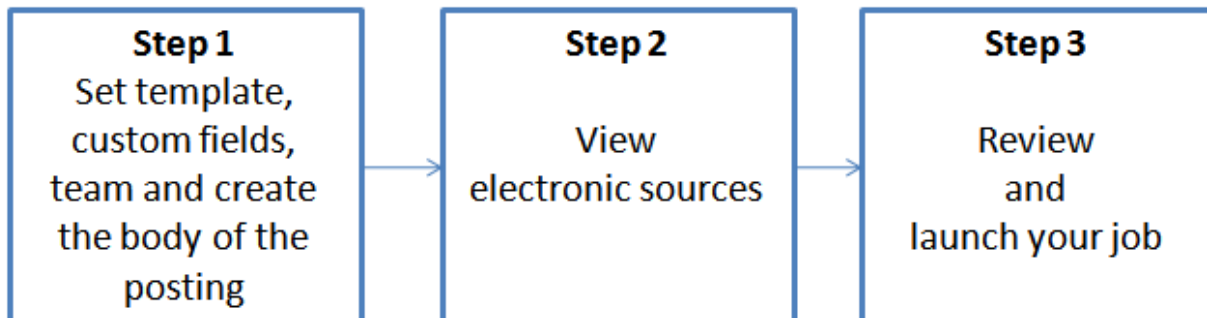 Step 1
Set template,
custom fields,
team and create
the body of the
posting
Step 2
View
electronic sources
Step 3
Review
and
launch your job